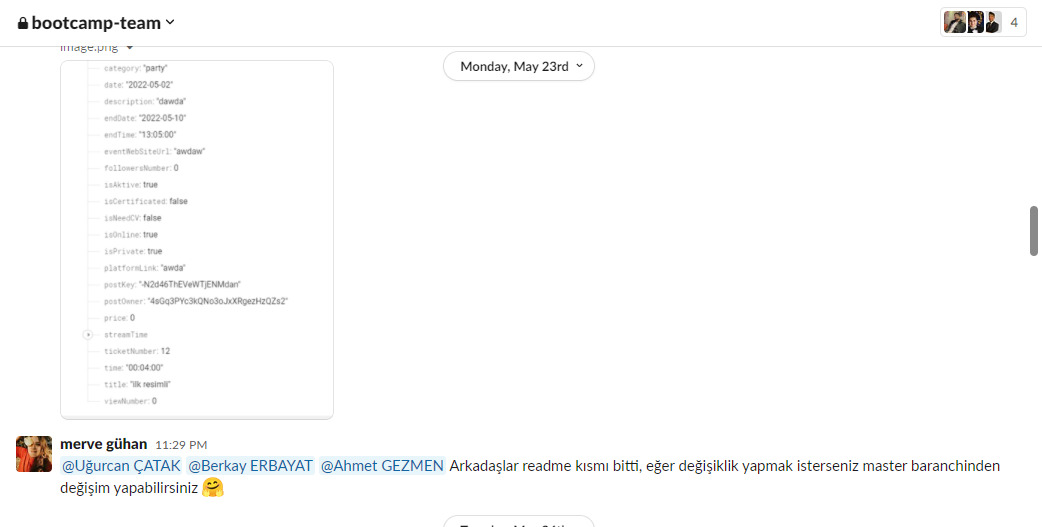 bootcamp-team
4
image.png
Monday, May 23rd
category: "party"
date: "2022-05-02"
description: "dawda"
endDate: "2022-05-10"
endTime: "13:05:00"
eventWebSiteUrl: "awdaw"
followersNumber: 0
isAktive: true
isCertificated: false
isNeedCV: false
isOnline: true
isPrivate: true
platformLink: "awda"
postKey: "-N2d46ThEVeWTjENMdan"
postOwner: "4sGq3PYc3kQNo3oJxXRgezHzQZs2"
price: 0
streamTime
ticketNumber: 12
time: "00:04:00"
title: "ilk resimli"
viewNumber: 0
merve gühan 11:29 PM
@Uğurcan ÇATAK @Berkay ERBAYAT @Ahmet GEZMEN Arkadaşlar readme kısmı bitti, eğer değişiklik yapmak isterseniz master baranchinden
değişim yapabilirsiniz 🤗